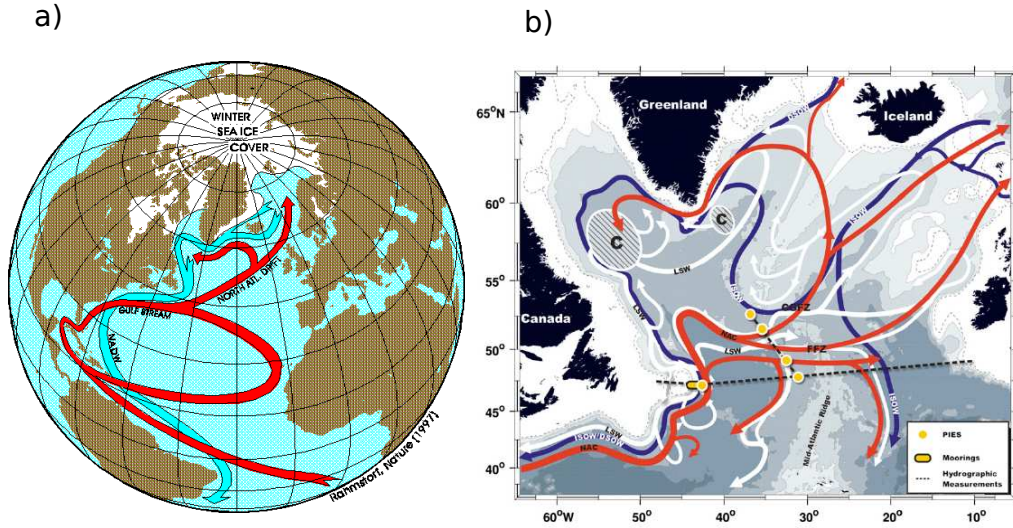 a)
WINTER
SEA ICE
COVER
NORTH ATL. DRIFT
GULF STREAM
NADW
Rahmstorf, Nature (1997)
b)
65°N
60°
55°
50°
45°
40°
60°W
50°
40°
30°
20°
10°
Greenland
Iceland
Canada
DSOW
ISOW
C
C
LSW
ISOW
CGFZ
NAC
FFZ
LSW
LSW
ISOW
Mid-Atlantic Ridge
LSW
ISOW DSOW
NAC
PIES
Moorings
Hydrographic
Measurements